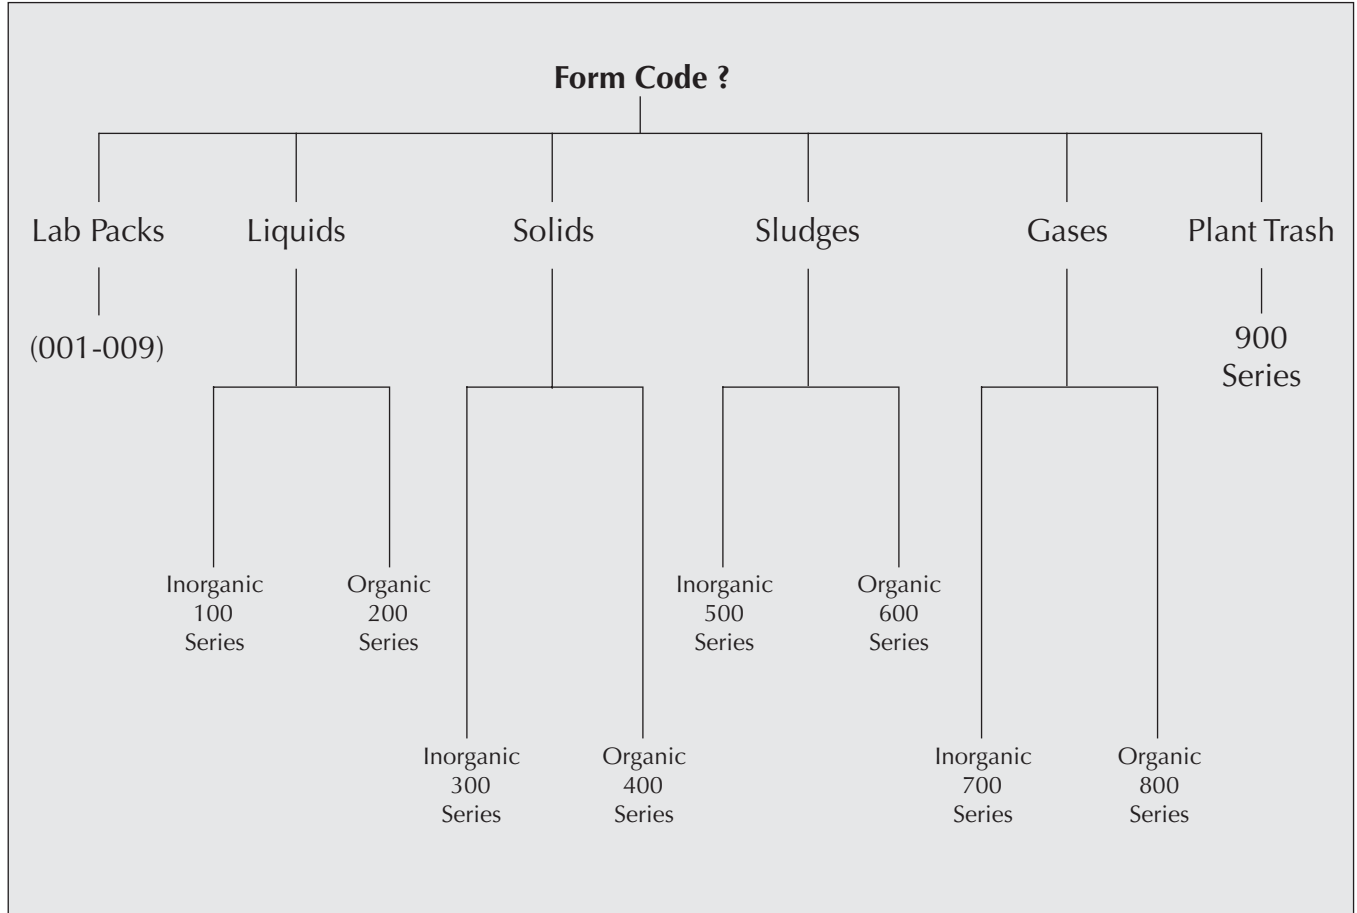 Form Code ?
Lab Packs
Liquids
Solids
Sludges
Gases
Plant Trash
(001-009)
900
Series
Inorganic
100
Series
Organic
200
Series
Inorganic
300
Series
Organic
400
Series
Inorganic
500
Series
Organic
600
Series
Inorganic
700
Series
Organic
800
Series